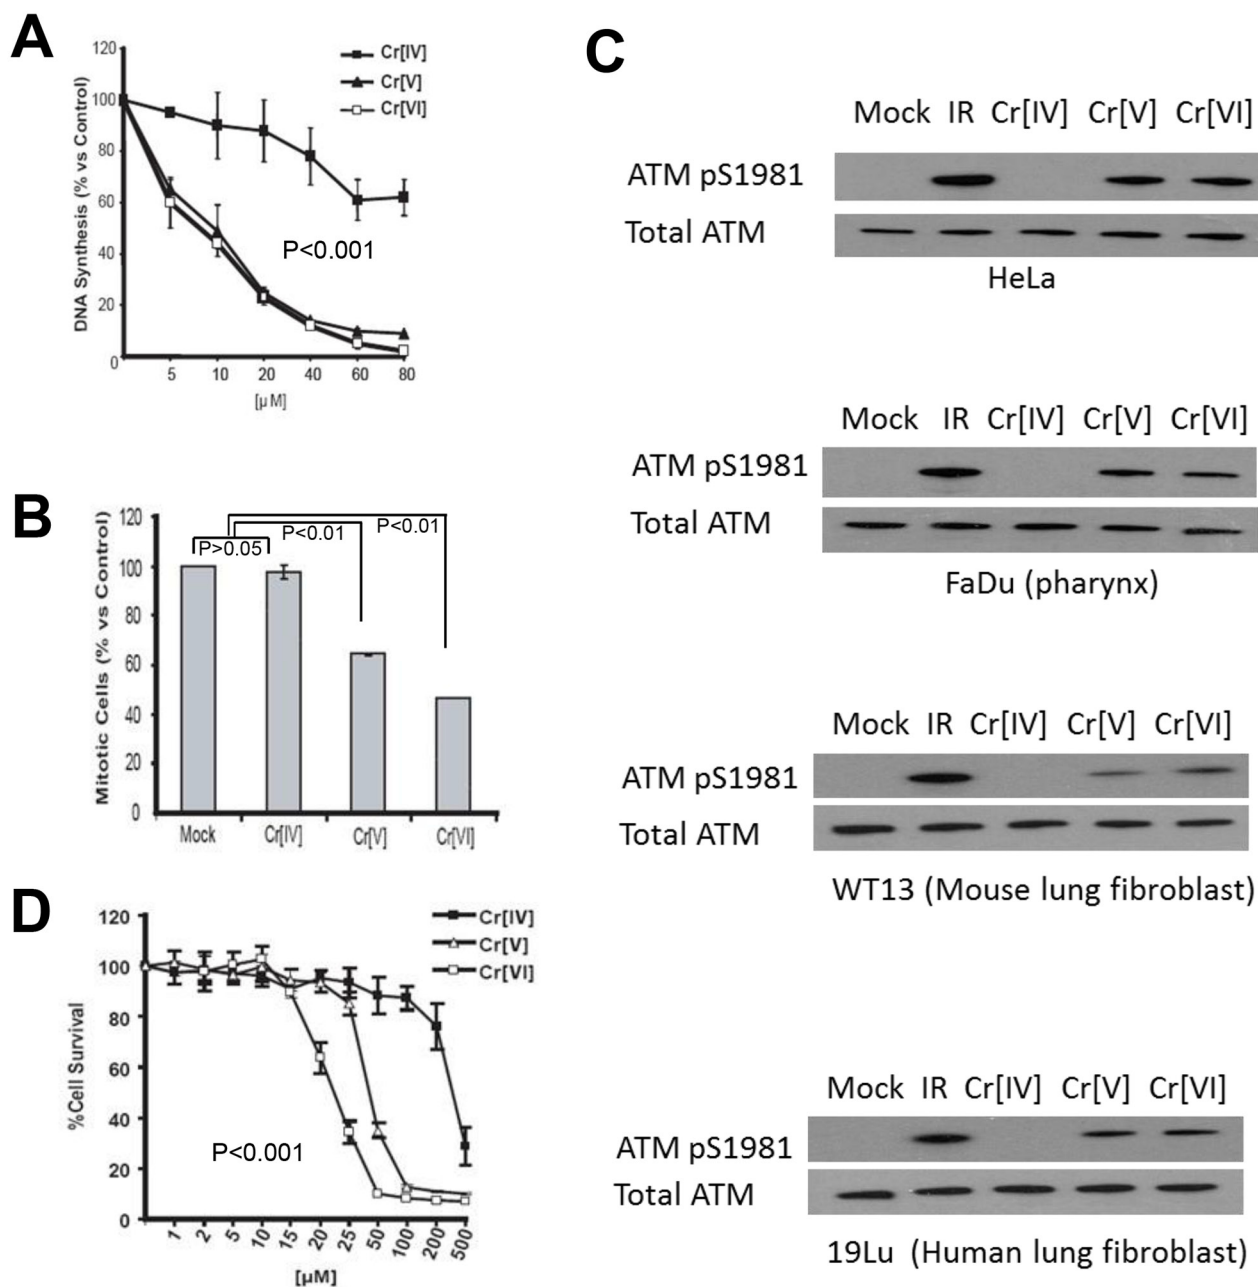 A
120
100
80
60
40
20
0
DNA Synthesis (% vs Control)
Cr[IV]
Cr[V]
Cr[VI]
P<0.001
5 10 20 40 60 80
[µM]
B
120
100
80
60
40
20
0
Mitotic Cells (% vs Control)
P>0.05
P<0.01
P<0.01
Mock Cr[IV] Cr[V] Cr[VI]
C
Mock IR Cr[IV] Cr[V] Cr[VI]
ATM pS1981
Total ATM
HeLa
Mock IR Cr[IV] Cr[V] Cr[VI]
ATM pS1981
Total ATM
FaDu (pharynx)
Mock IR Cr[IV] Cr[V] Cr[VI]
ATM pS1981
Total ATM
WT13 (Mouse lung fibroblast)
Mock IR Cr[IV] Cr[V] Cr[VI]
ATM pS1981
Total ATM
19Lu (Human lung fibroblast)
D
120
100
80
60
40
20
0
%Cell Survival
Cr[IV]
Cr[V]
Cr[VI]
P<0.001
1 2 5 10 15 20 25 50 100 200 500
[µM]